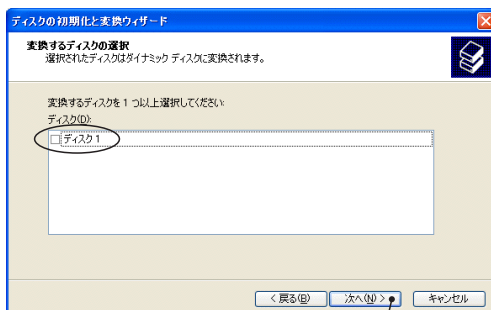 ディスクの初期化と変換ウィザード
変換するディスクの選択
選択されたディスクはダイナミック ディスクに変換されます。
変換するディスクを 1 つ以上選択してください:
ディスク(D):
ディスク 1
< 戻る(B) 次へ(N) > キャンセル